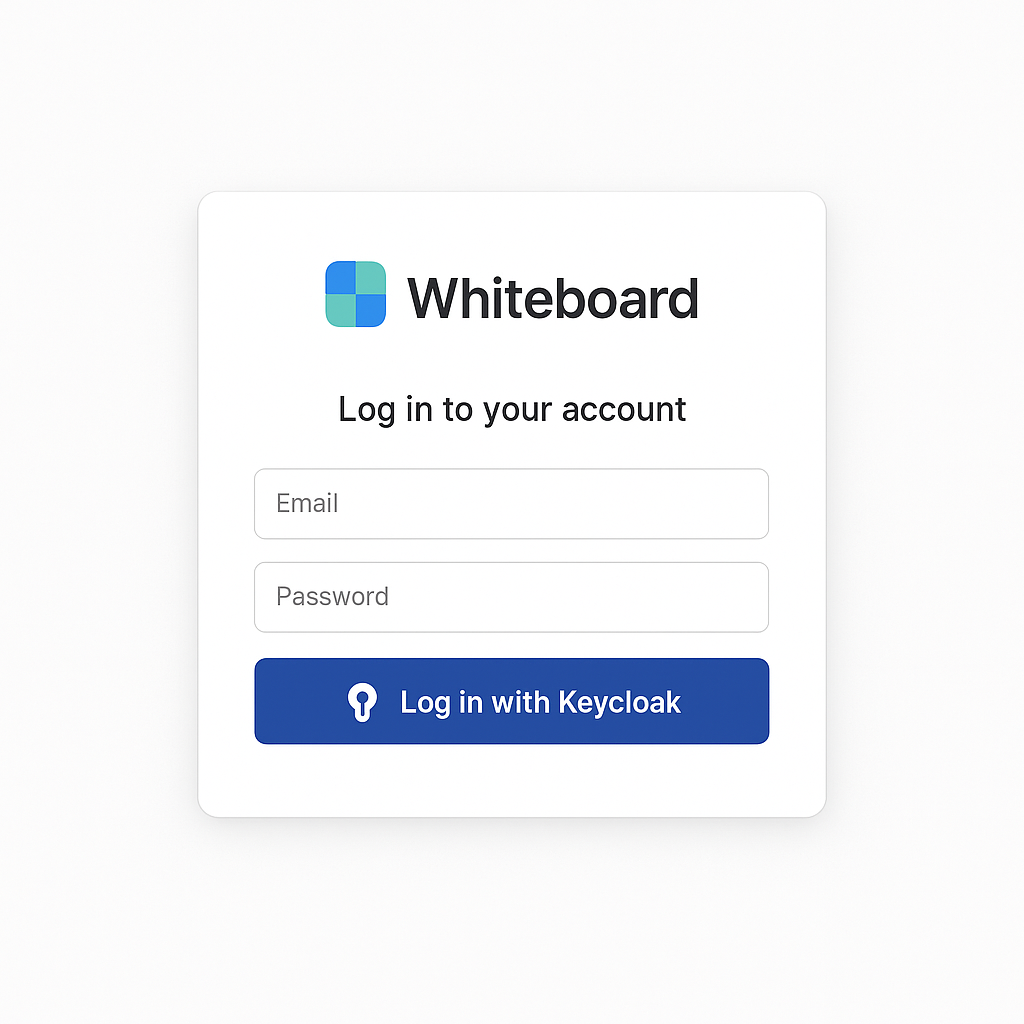 Whiteboard
Log in to your account
Email
Password
Log in with Keycloak